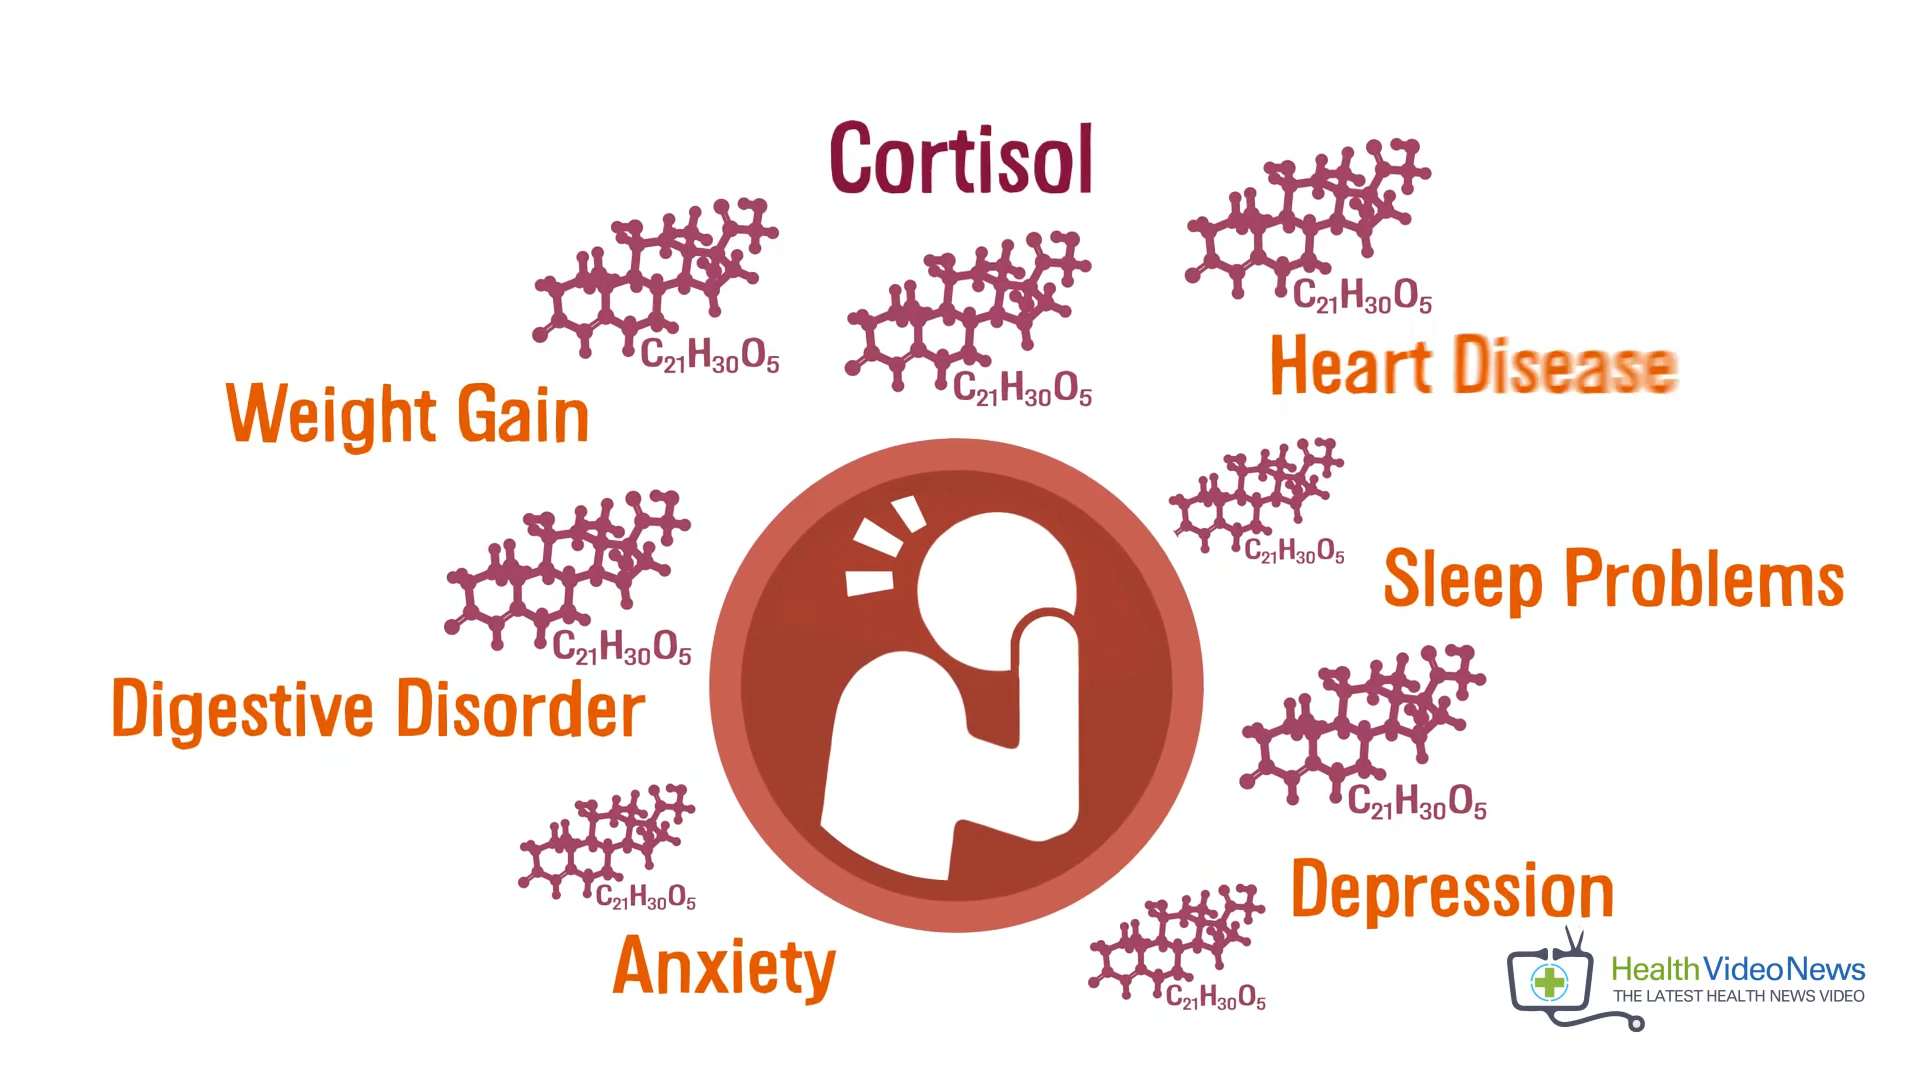 Cortisol
C21H30O5
C21H30O5
C21H30O5
Weight Gain
Heart Disease
C21H30O5
Sleep Problems
C21H30O5
Digestive Disorder
C21H30O5
Depression
C21H30O5
Anxiety
C21H30O5
HealthVideoNews
THE LATEST HEALTH NEWS VIDEO